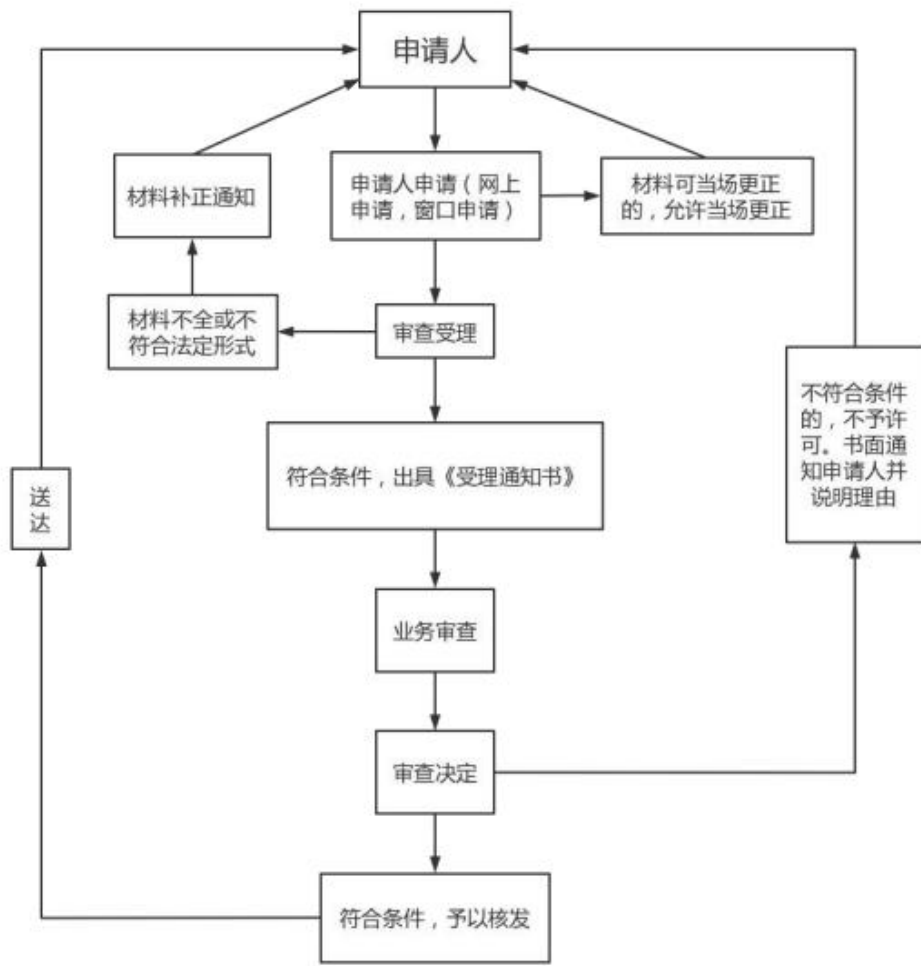 申请人
材料补正通知
申请人申请（网上
申请，窗口申请）
材料可当场更正
的，允许当场更正
材料不全或不
符合法定形式
审查受理
不符合条件
的，不予许
可。书面通
知申请人并
说明理由
符合条件，出具《受理通知书》
送
达
业务审查
审查决定
符合条件，予以核发